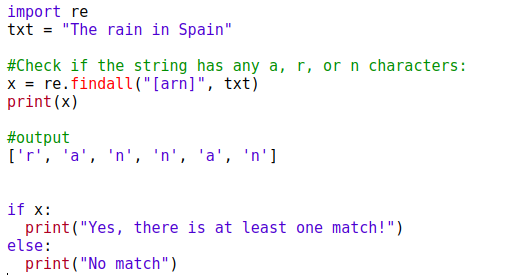 import re
txt = "The rain in Spain"
#Check if the string has any a, r, or n characters:
x = re.findall("[arn]", txt)
print(x)
#output
['r', 'a', 'n', 'n', 'a', 'n']
if x:
  print("Yes, there is at least one match!")
else:
  print("No match")